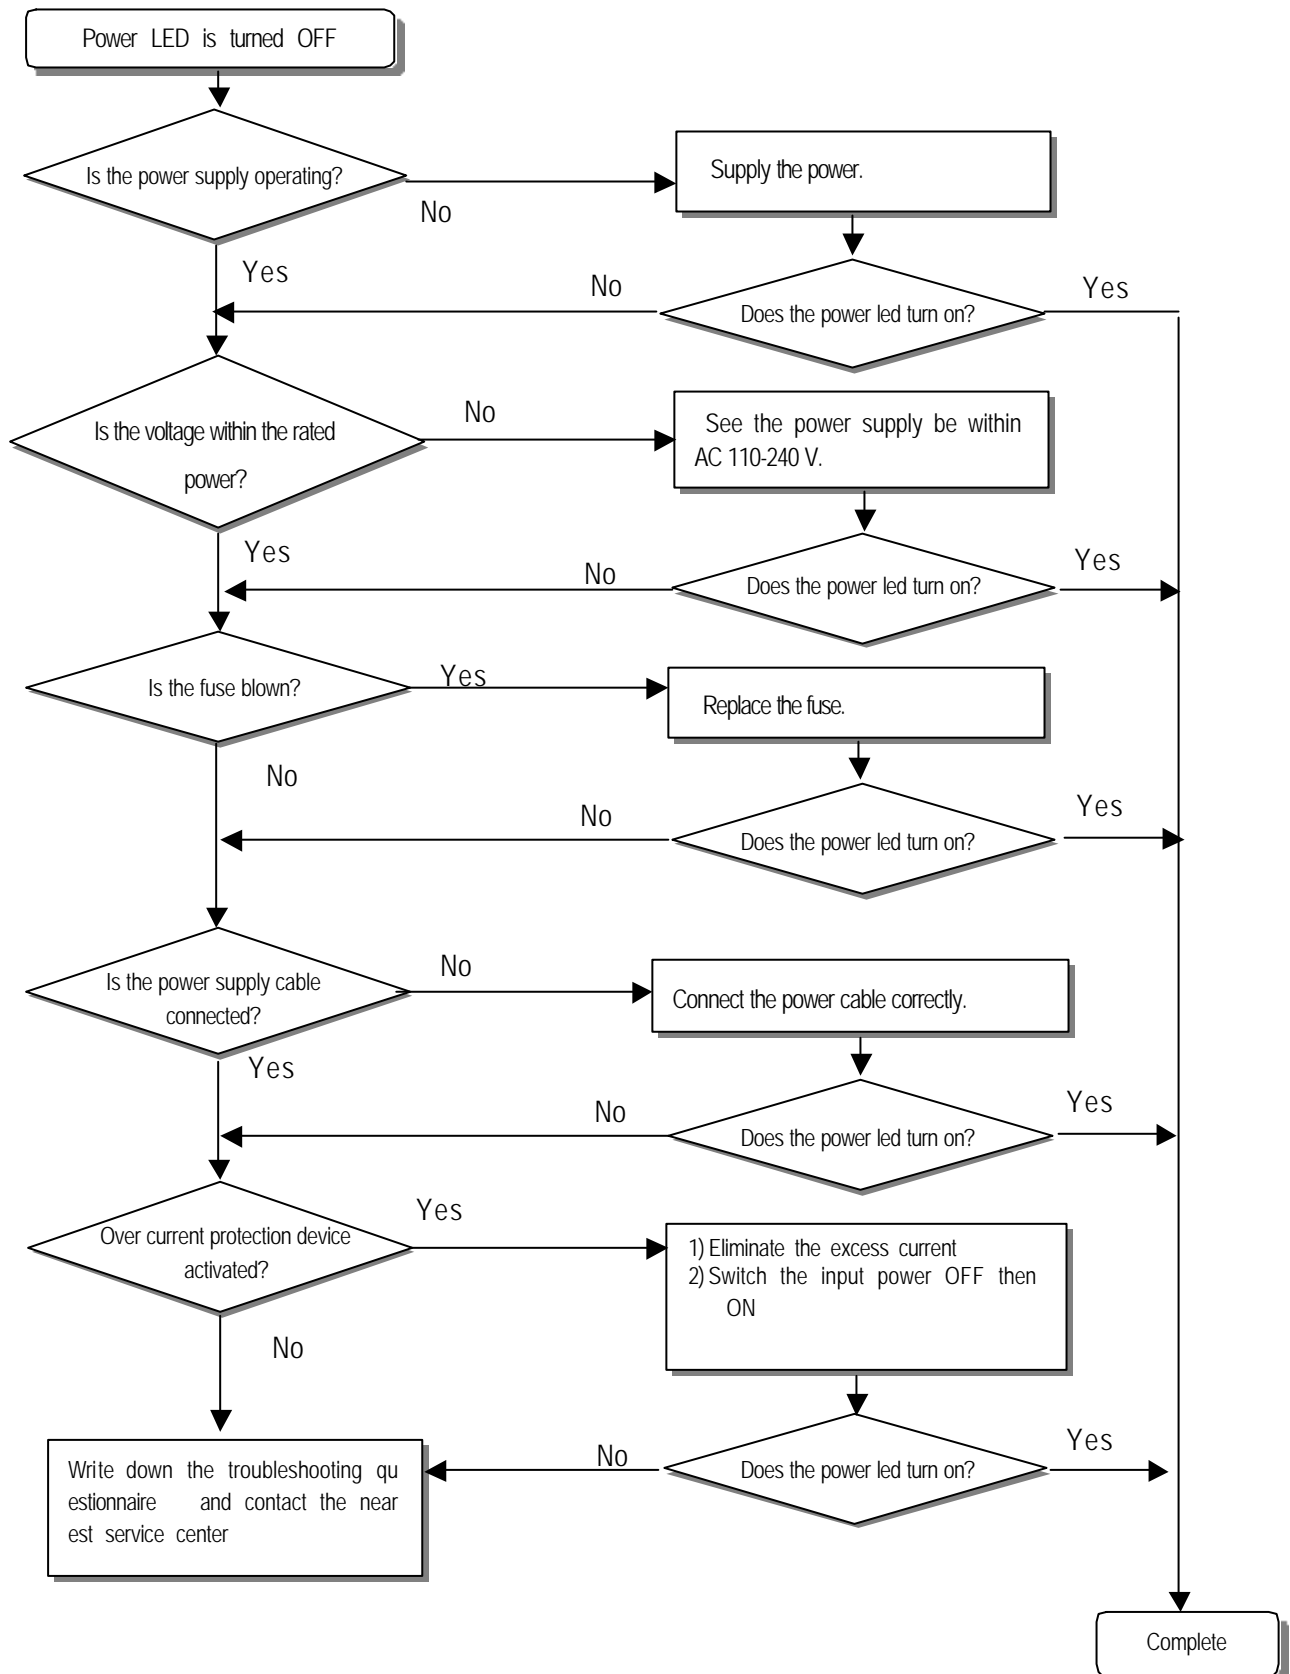 Power LED is turned OFF
Is the power supply operating?
No
Supply the power.
Yes
No
Does the power led turn on?
Yes
Is the voltage within the rated
power?
No
See the power supply be within
AC 110-240 V.
Yes
No
Does the power led turn on?
Yes
Is the fuse blown?
Yes
Replace the fuse.
No
No
Does the power led turn on?
Yes
Is the power supply cable
connected?
No
Connect the power cable correctly.
Yes
No
Does the power led turn on?
Yes
Over current protection device
activated?
Yes
1) Eliminate the excess current
2) Switch the input power OFF then
ON
No
No
Does the power led turn on?
Yes
Write down the troubleshooting qu
estionnaire and contact the near
est service center
Complete